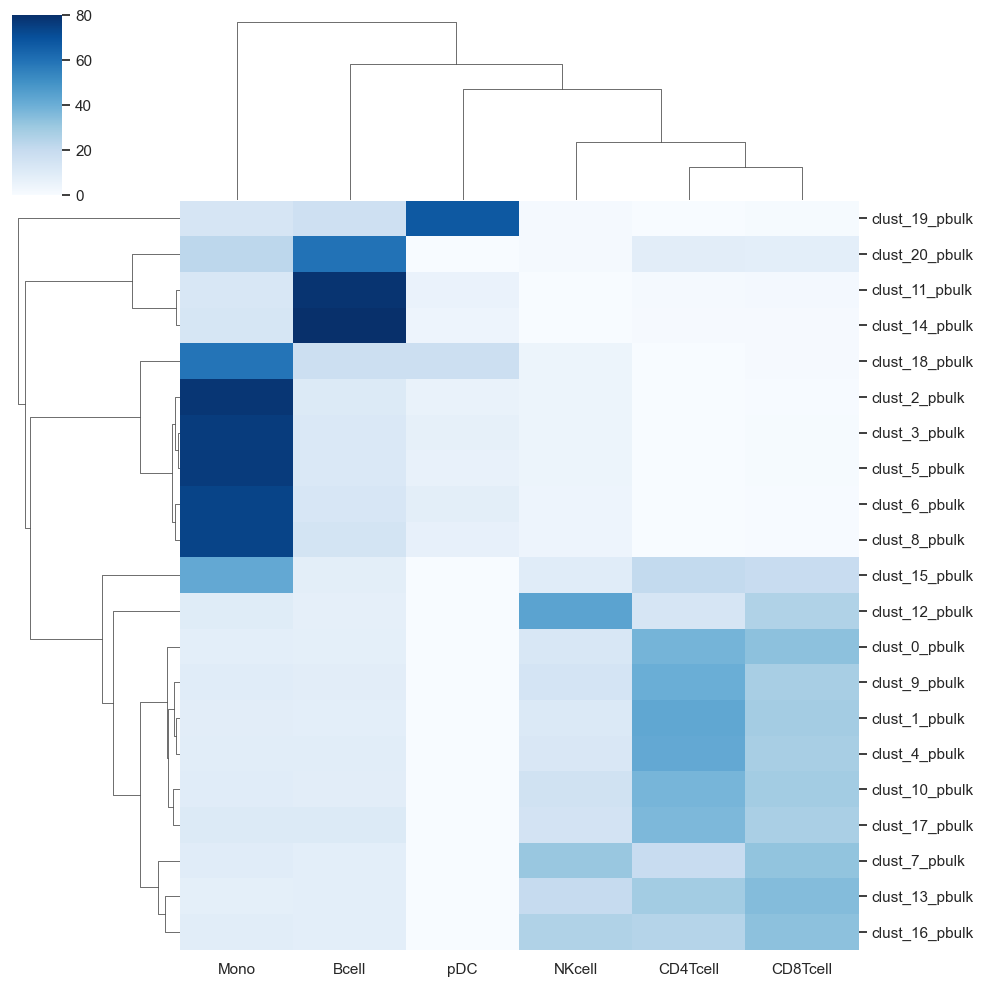 80
60
40
20
0
clust_19_pbulk
clust_20_pbulk
clust_11_pbulk
clust_14_pbulk
clust_18_pbulk
clust_2_pbulk
clust_3_pbulk
clust_5_pbulk
clust_6_pbulk
clust_8_pbulk
clust_15_pbulk
clust_12_pbulk
clust_0_pbulk
clust_9_pbulk
clust_1_pbulk
clust_4_pbulk
clust_10_pbulk
clust_17_pbulk
clust_7_pbulk
clust_13_pbulk
clust_16_pbulk
Mono Bcell pDC NKcell CD4Tcell CD8Tcell